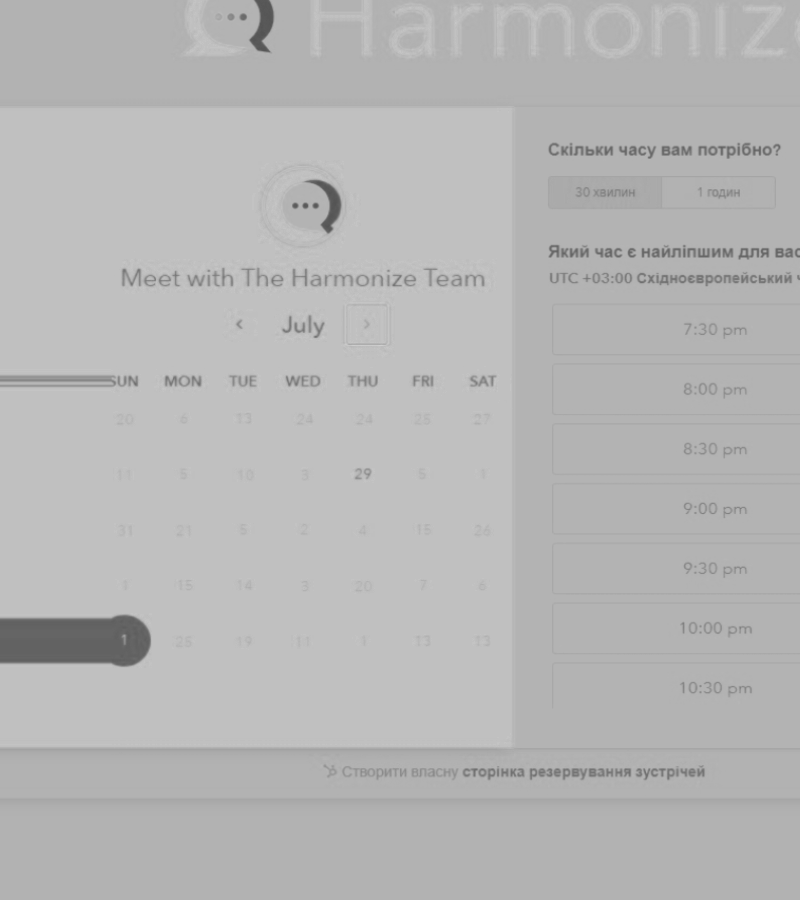 Harmonize
Meet with The Harmonize Team
July
SUN MON TUE WED THU FRI SAT
20 6 13 24 24 28 27
11 5 10 3 29 5 1
31 21 5 2 4 15 26
1 15 14 3 20 7 6
1 28 19 11 1 13 13
Скільки часу вам потрібно?
30 хвилин 1 годин
Який час є найліпшим для вас
UTC +03:00 Східноєвропейський ч
7:30 pm
8:00 pm
8:30 pm
9:00 pm
9:30 pm
10:00 pm
10:30 pm
Створити власну сторінка резервування зустрічей